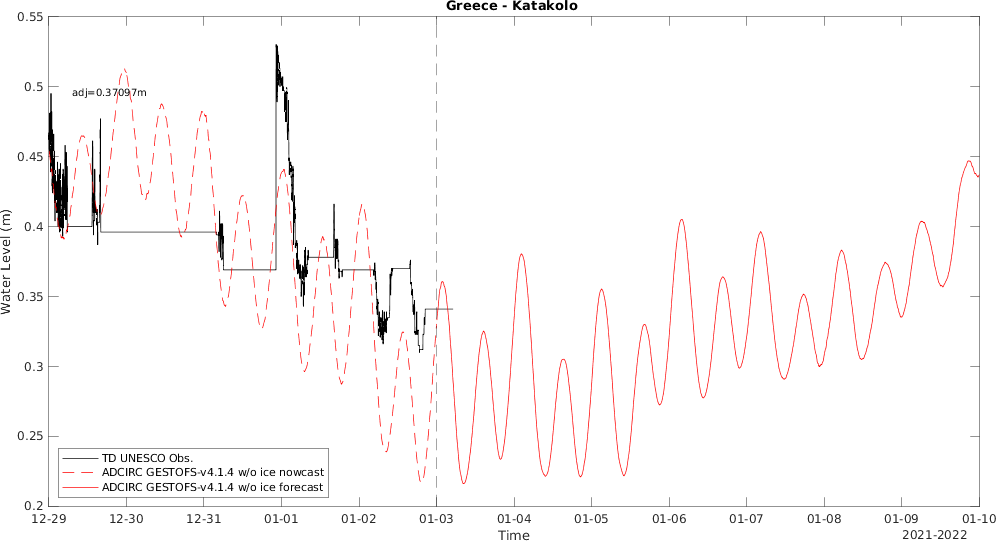 Greece - Katakolo
0.55
0.5
0.45
0.4
0.35
0.3
0.25
0.2
Water Level (m)
adj=0.37097m
TD UNESCO Obs.
ADCIRC GESTOFS-v4.1.4 w/o ice nowcast
ADCIRC GESTOFS-v4.1.4 w/o ice forecast
12-29 12-30 12-31 01-01 01-02 01-03 01-04 01-05 01-06 01-07 01-08 01-09 01-10
Time
2021-2022